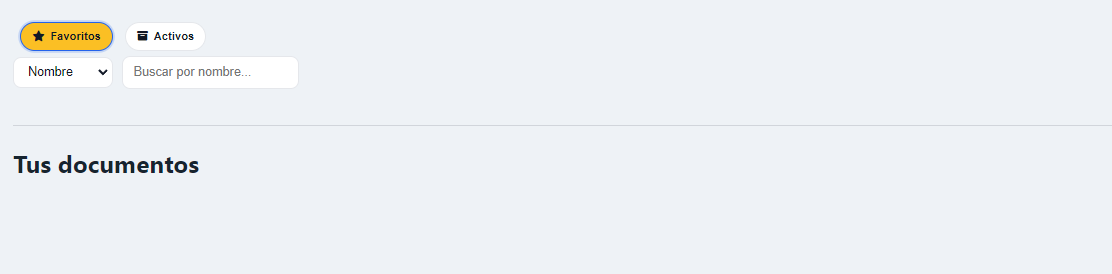 Favoritos Activos
Nombre Buscar por nombre...
Tus documentos